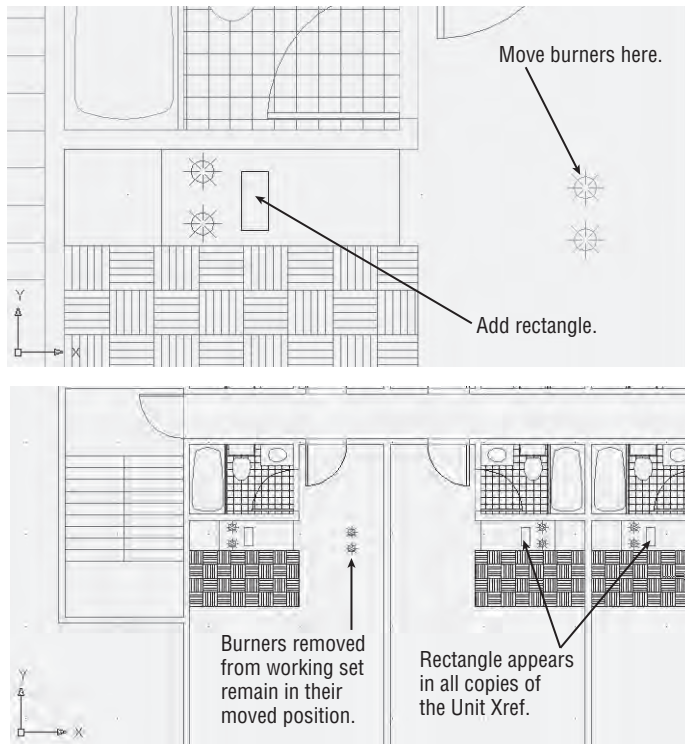 Move burners here.
Add rectangle.
Y
X
Burners removed
from working set
remain in their
moved position.
Rectangle appears
in all copies of
the Unit Xref.
Y
X